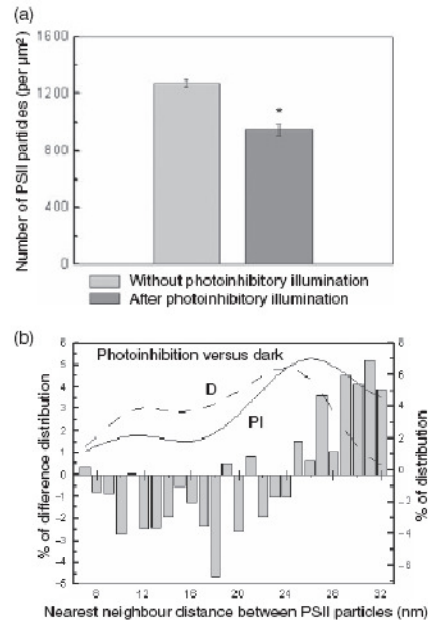 (a)
Number of PSII particles (per μm²)
1600
1200
800
400
0
*
Without photoinhibitory illumination
After photoinhibitory illumination
(b)
% of difference distribution
6
5
4
3
2
1
0
-1
-2
-3
-4
-5
Photoinhibition versus dark
D
PI
8
6
4
2
0
-2
-4
-6
8 12 16 20 24 28 32
% of distribution
Nearest neighbour distance between PSII particles (nm)